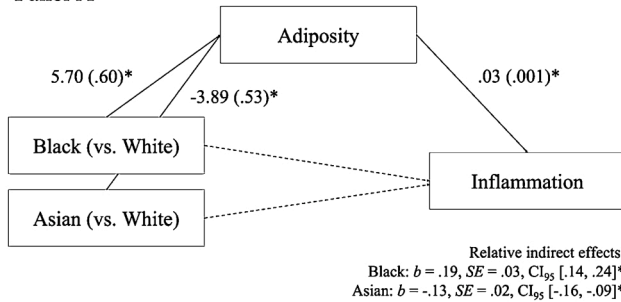 Adiposity
5.70 (.60)*
-3.89 (.53)*
.03 (.001)*
Black (vs. White)
Inflammation
Asian (vs. White)
Relative indirect effects
Black: b = .19, SE = .03, CI95 [.14, .24]*
Asian: b = -.13, SE = .02, CI95 [-.16, -.09]*